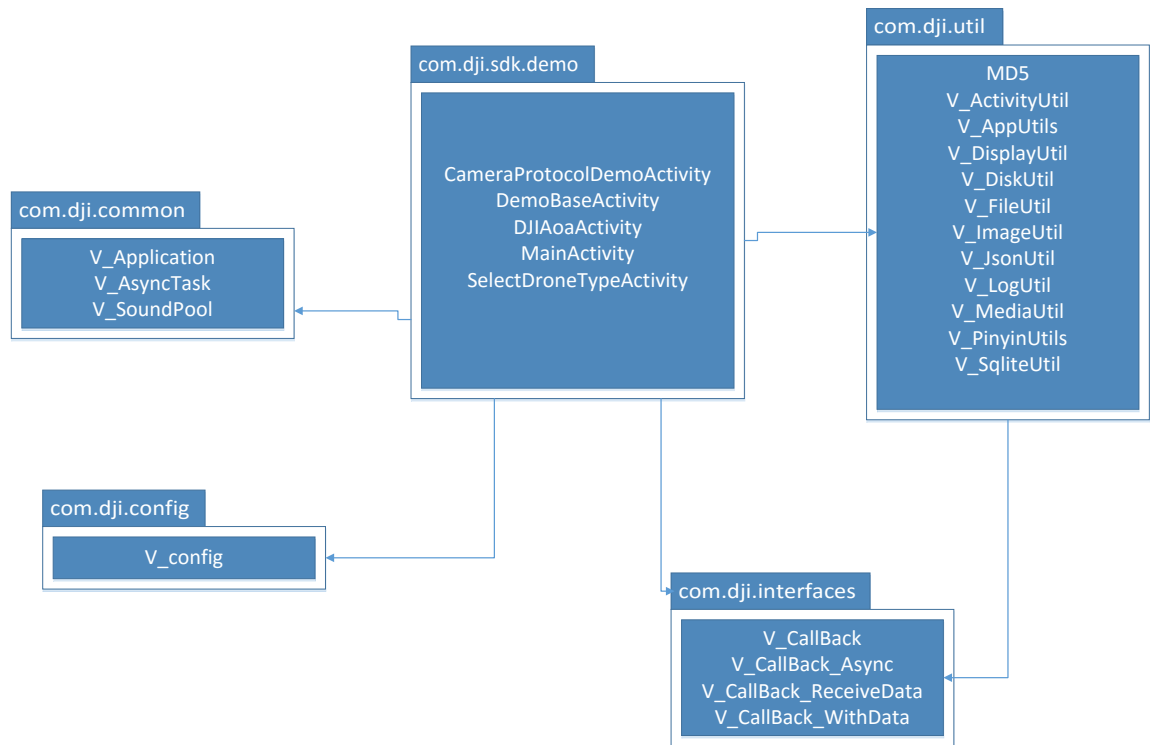 com.dji.util
MD5
V_ActivityUtil
V_AppUtils
V_DisplayUtil
V_DiskUtil
V_FileUtil
V_ImageUtil
V_JsonUtil
V_LogUtil
V_MediaUtil
V_PinyinUtils
V_SqliteUtil
com.dji.sdk.demo
CameraProtocolDemoActivity
DemoBaseActivity
DJIAoaActivity
MainActivity
SelectDroneTypeActivity
com.dji.common
V_Application
V_AsyncTask
V_SoundPool
com.dji.config
V_config
com.dji.interfaces
V_CallBack
V_CallBack_Async
V_CallBack_ReceiveData
V_CallBack_WithData